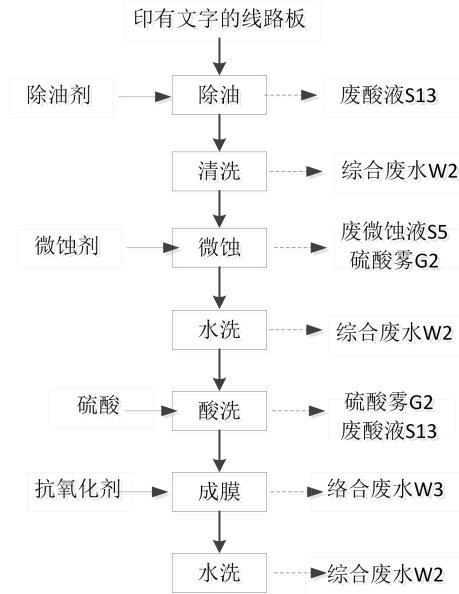 印有文字的线路板
除油剂 除油 废酸液S13
清洗 综合废水W2
微蚀剂 微蚀 废微蚀液S5
硫酸雾G2
水洗 综合废水W2
硫酸 酸洗 硫酸雾G2
废酸液S13
抗氧化剂 成膜 络合废水W3
水洗 综合废水W2